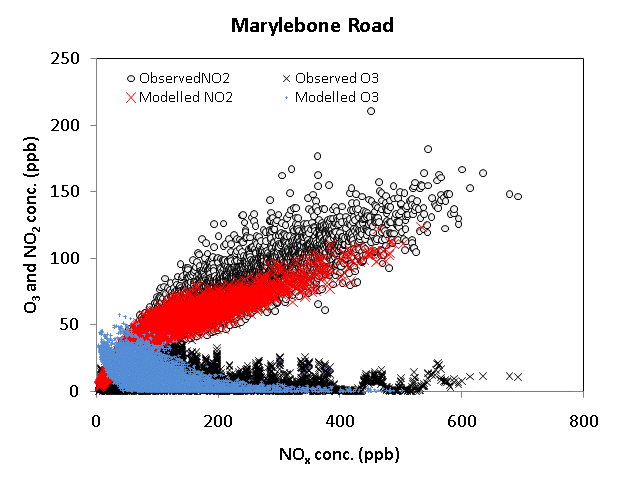 Marylebone Road
ObservedNO2 Observed O3
Modelled NO2 Modelled O3
O3 and NO2 conc. (ppb)
250
200
150
100
50
0
0 200 400 600 800
NOx conc. (ppb)